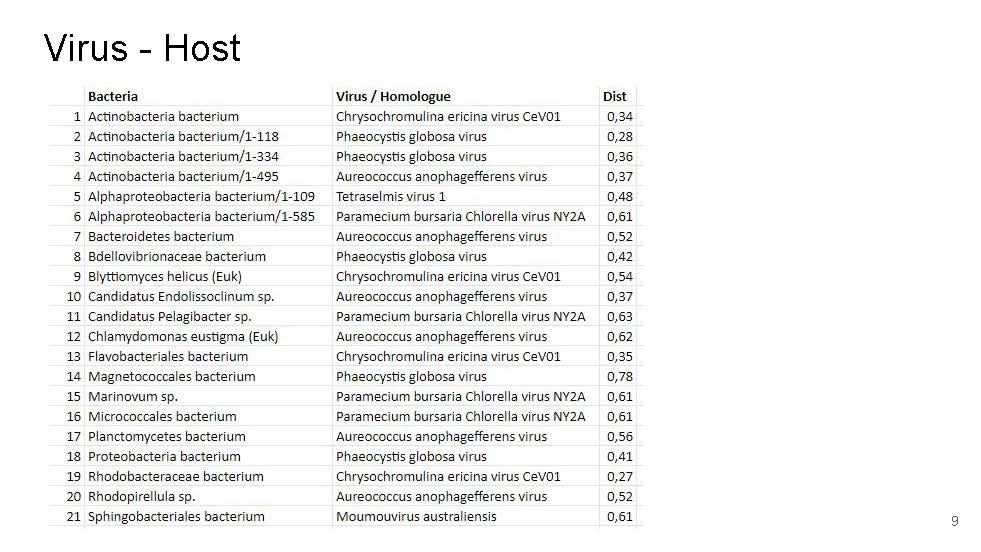 Virus - Host
Bacteria Virus / Homologue Dist
1 Actinobacteria bacterium Chrysochromulina ericina virus CeV01 0,34
2 Actinobacteria bacterium/1-118 Phaeocystis globosa virus 0,28
3 Actinobacteria bacterium/1-334 Phaeocystis globosa virus 0,36
4 Actinobacteria bacterium/1-495 Aureococcus anophagefferens virus 0,37
5 Alphaproteobacteria bacterium/1-109 Tetraselmis virus 1 0,48
6 Alphaproteobacteria bacterium/1-585 Paramecium bursaria Chlorella virus NY2A 0,61
7 Bacteroidetes bacterium Aureococcus anophagefferens virus 0,52
8 Bdellovibrionaceae bacterium Phaeocystis globosa virus 0,42
9 Blyttiomyces helicus (Euk) Chrysochromulina ericina virus CeV01 0,54
10 Candidatus Endolissoclinum sp. Aureococcus anophagefferens virus 0,37
11 Candidatus Pelagibacter sp. Paramecium bursaria Chlorella virus NY2A 0,63
12 Chlamydomonas eustigma (Euk) Aureococcus anophagefferens virus 0,62
13 Flavobacteriales bacterium Chrysochromulina ericina virus CeV01 0,35
14 Magnetococcales bacterium Phaeocystis globosa virus 0,78
15 Marinovum sp. Paramecium bursaria Chlorella virus NY2A 0,61
16 Micrococcales bacterium Paramecium bursaria Chlorella virus NY2A 0,61
17 Planctomycetes bacterium Aureococcus anophagefferens virus 0,56
18 Proteobacteria bacterium Phaeocystis globosa virus 0,41
19 Rhodobacteraceae bacterium Chrysochromulina ericina virus CeV01 0,27
20 Rhodopirellula sp. Aureococcus anophagefferens virus 0,52
21 Sphingobacteriales bacterium Moumouvirus australiensis 0,61
9